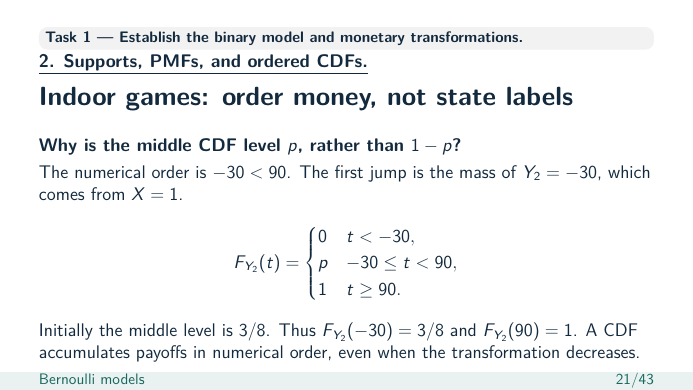 Task 1 — Establish the binary model and monetary transformations.
2. Supports, PMFs, and ordered CDFs.
Indoor games: order money, not state labels
Why is the middle CDF level p, rather than 1 − p?
The numerical order is −30 < 90. The first jump is the mass of Y₂ = −30, which
comes from X = 1.
F_{Y₂}(t) = { 0 t < −30,
p −30 ≤ t < 90,
1 t ≥ 90.
Initially the middle level is 3/8. Thus F_{Y₂}(−30) = 3/8 and F_{Y₂}(90) = 1. A CDF
accumulates payoffs in numerical order, even when the transformation decreases.
Bernoulli models 21/43